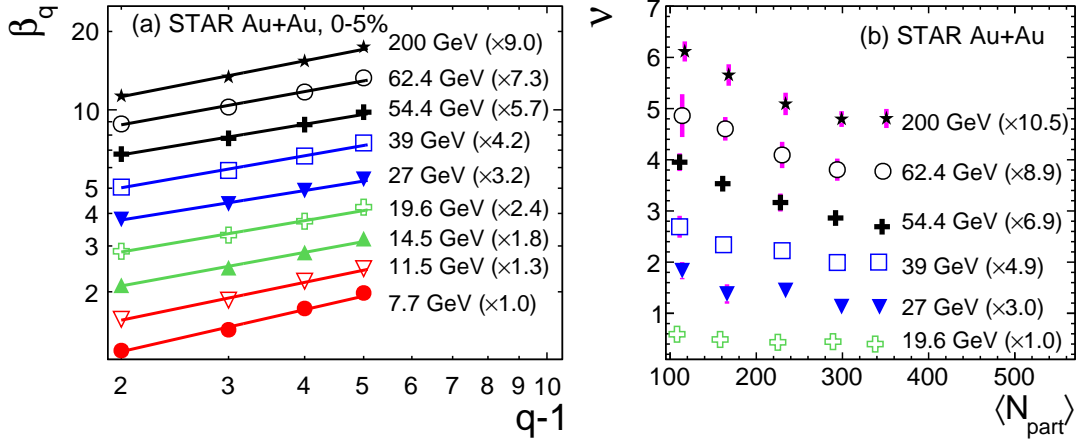 β_q
20
10
5
4
3
2
(a) STAR Au+Au, 0-5%
200 GeV (×9.0)
62.4 GeV (×7.3)
54.4 GeV (×5.7)
39 GeV (×4.2)
27 GeV (×3.2)
19.6 GeV (×2.4)
14.5 GeV (×1.8)
11.5 GeV (×1.3)
7.7 GeV (×1.0)
2 3 4 5 6 7 8 9 10
q-1
ν
7
6
5
4
3
2
1
(b) STAR Au+Au
200 GeV (×10.5)
62.4 GeV (×8.9)
54.4 GeV (×6.9)
39 GeV (×4.9)
27 GeV (×3.0)
19.6 GeV (×1.0)
100 200 300 400 500
⟨N_part⟩